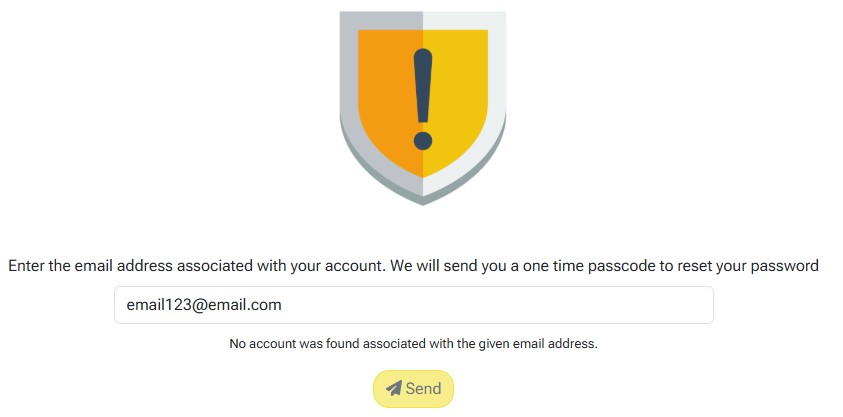 Enter the email address associated with your account. We will send you a one time passcode to reset your password
email123@email.com
No account was found associated with the given email address.
Send